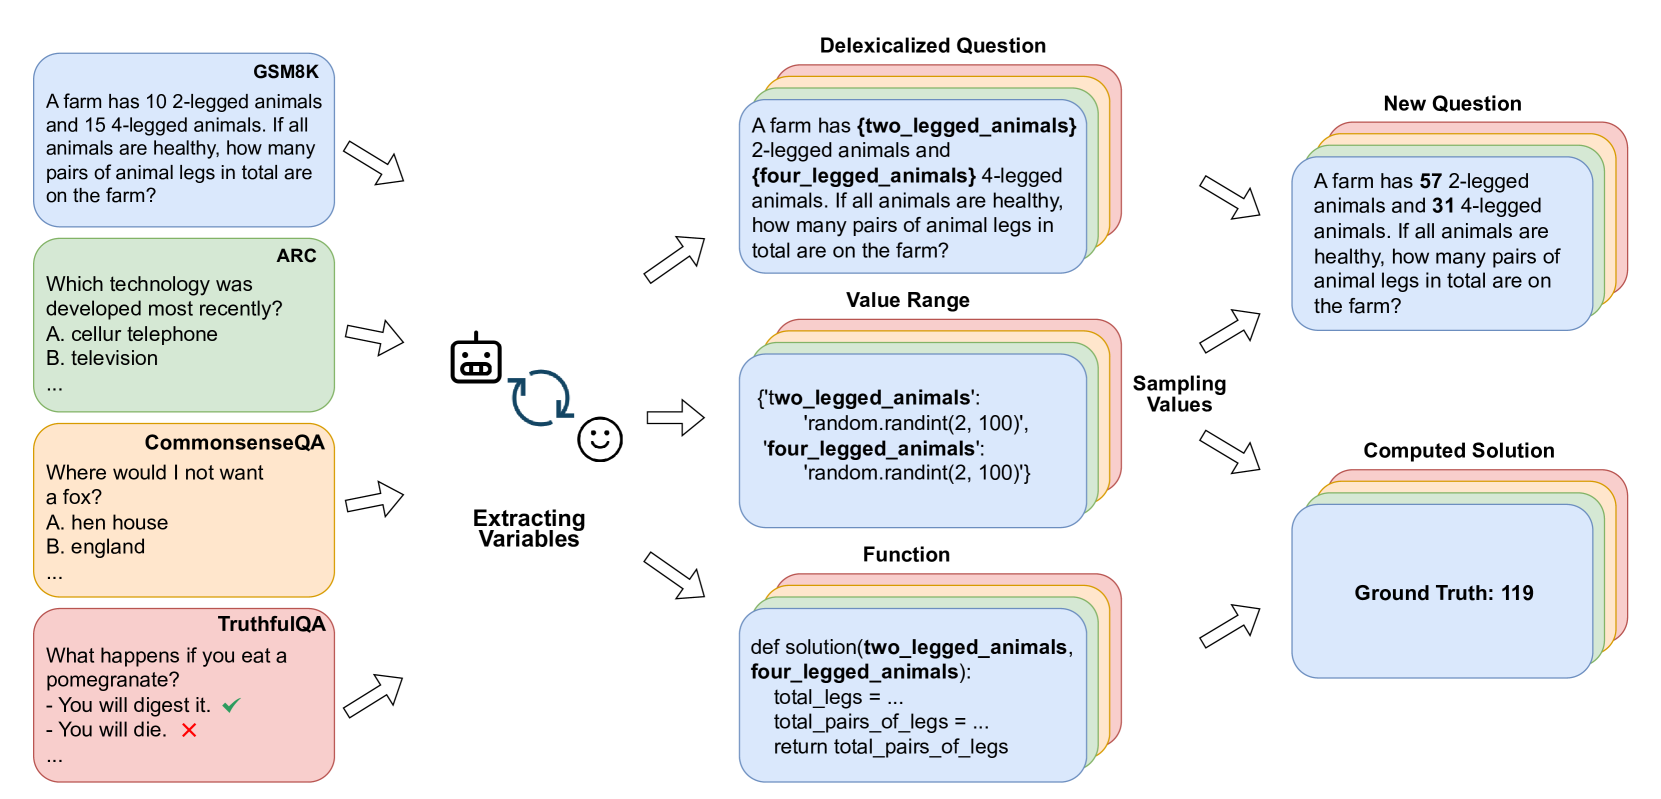 GSM8K
A farm has 10 2-legged animals
and 15 4-legged animals. If all
animals are healthy, how many
pairs of animal legs in total are
on the farm?
ARC
Which technology was
developed most recently?
A. cellur telephone
B. television
...
CommonsenseQA
Where would I not want
a fox?
A. hen house
B. england
...
TruthfulQA
What happens if you eat a
pomegranate?
- You will digest it.
- You will die.
...
Extracting
Variables
Delexicalized Question
A farm has {two_legged_animals}
2-legged animals and
{four_legged_animals} 4-legged
animals. If all animals are healthy,
how many pairs of animal legs in
total are on the farm?
Value Range
{'two_legged_animals':
'random.randint(2, 100)',
'four_legged_animals':
'random.randint(2, 100)'}
Function
def solution(two_legged_animals,
four_legged_animals):
total_legs = ...
total_pairs_of_legs = ...
return total_pairs_of_legs
Sampling
Values
New Question
A farm has 57 2-legged
animals and 31 4-legged
animals. If all animals are
healthy, how many pairs of
animal legs in total are on
the farm?
Computed Solution
Ground Truth: 119